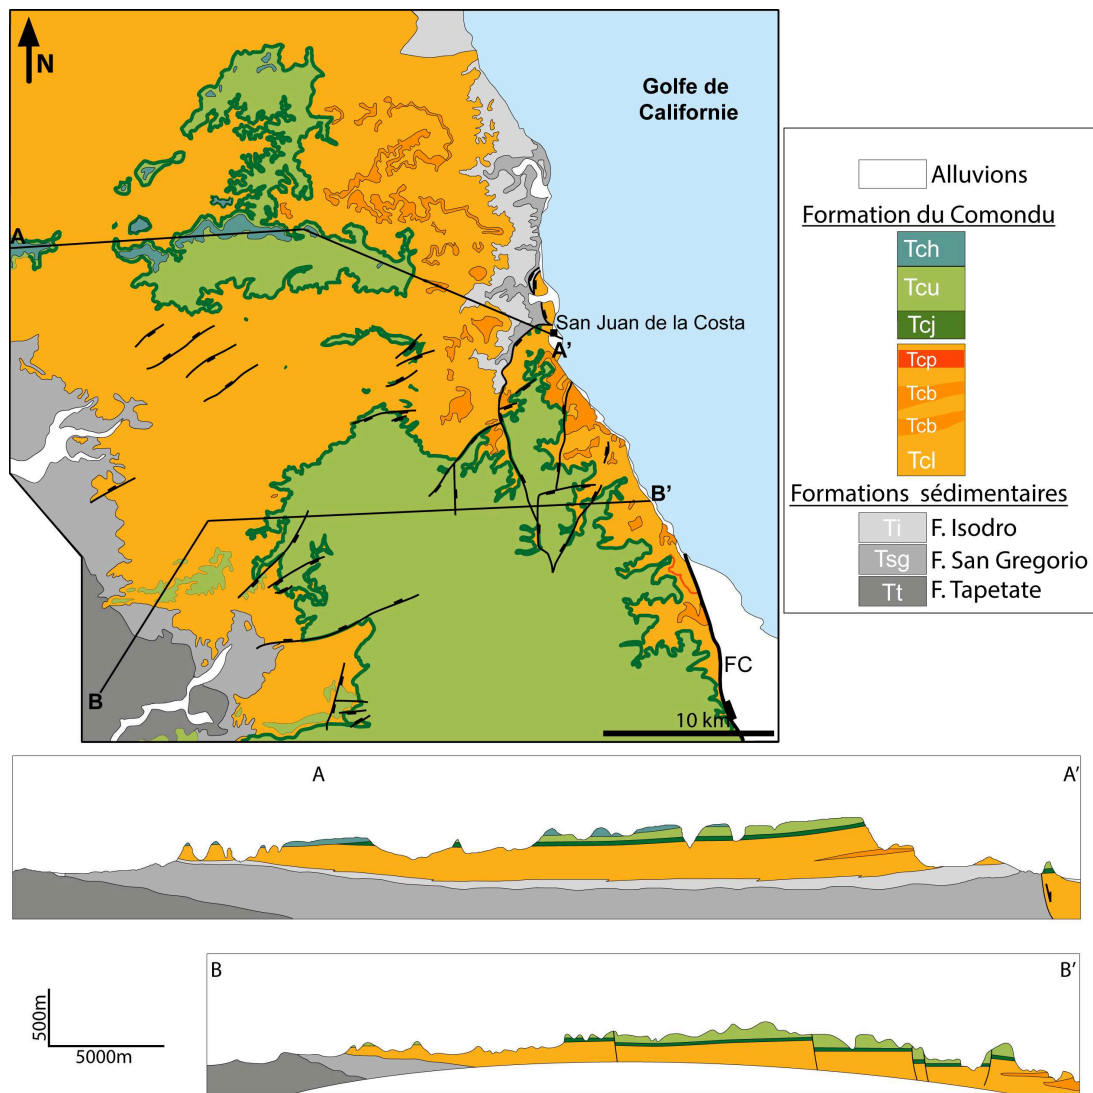 N
Golfe de
Californie
A
San Juan de la Costa
A'
B'
B
FC
10 km
Alluvions
Formation du Comondu
Tch
Tcu
Tcj
Tcp
Tcb
Tcb
Tcl
Formations sédimentaires
Ti F. Isodro
Tsg F. San Gregorio
Tt F. Tapetate
A A'
B B'
500m
5000m